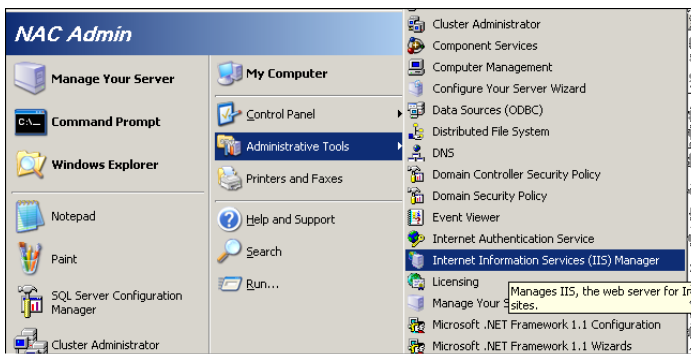 NAC Admin
Manage Your Server
Command Prompt
Windows Explorer
Notepad
Paint
SQL Server Configuration
Manager
Cluster Administrator
My Computer
Control Panel
Administrative Tools
Printers and Faxes
Help and Support
Search
Run...
Cluster Administrator
Component Services
Computer Management
Configure Your Server Wizard
Data Sources (ODBC)
Distributed File System
DNS
Domain Controller Security Policy
Domain Security Policy
Event Viewer
Internet Authentication Service
Internet Information Services (IIS) Manager
Licensing
Manages IIS, the web server for
sites.
Manage Your
Microsoft .NET Framework 1.1 Configuration
Microsoft .NET Framework 1.1 Wizards